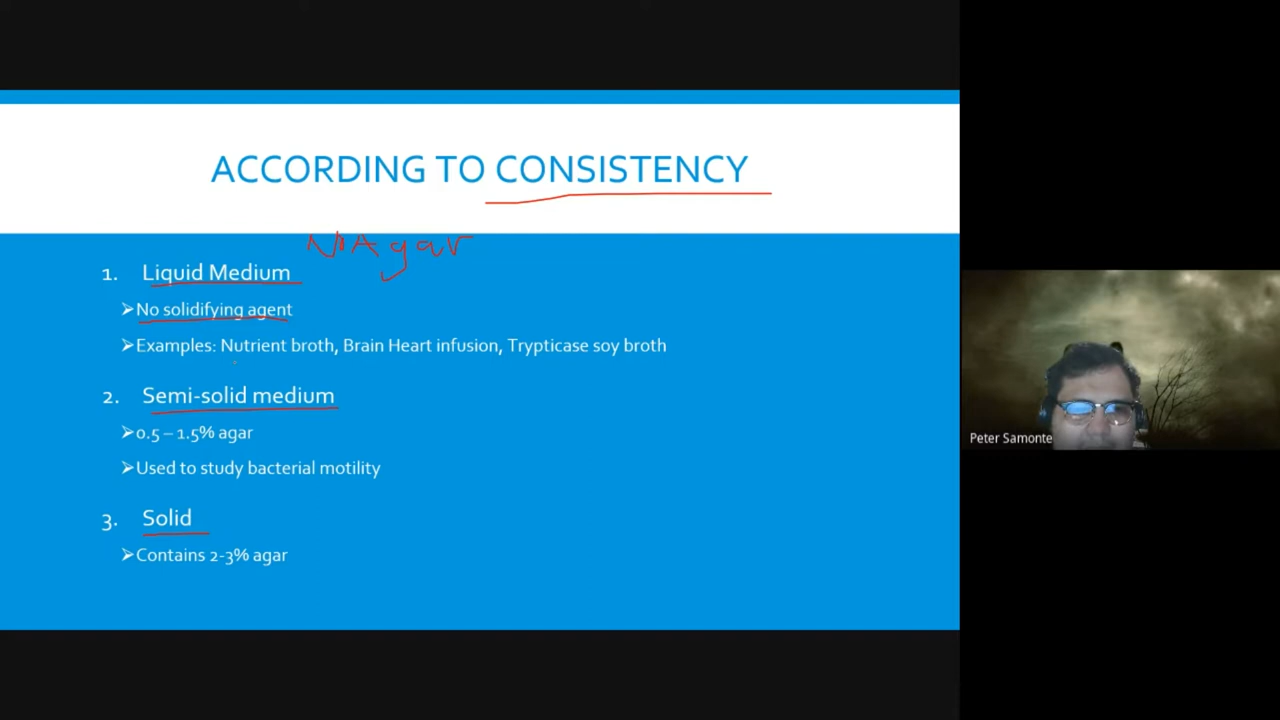 ACCORDING TO CONSISTENCY
No Agar
1. Liquid Medium
➢No solidifying agent
➢Examples: Nutrient broth, Brain Heart infusion, Trypticase soy broth
2. Semi-solid medium
➢0.5 – 1.5% agar
➢Used to study bacterial motility
3. Solid
➢Contains 2-3% agar
Peter Samonte